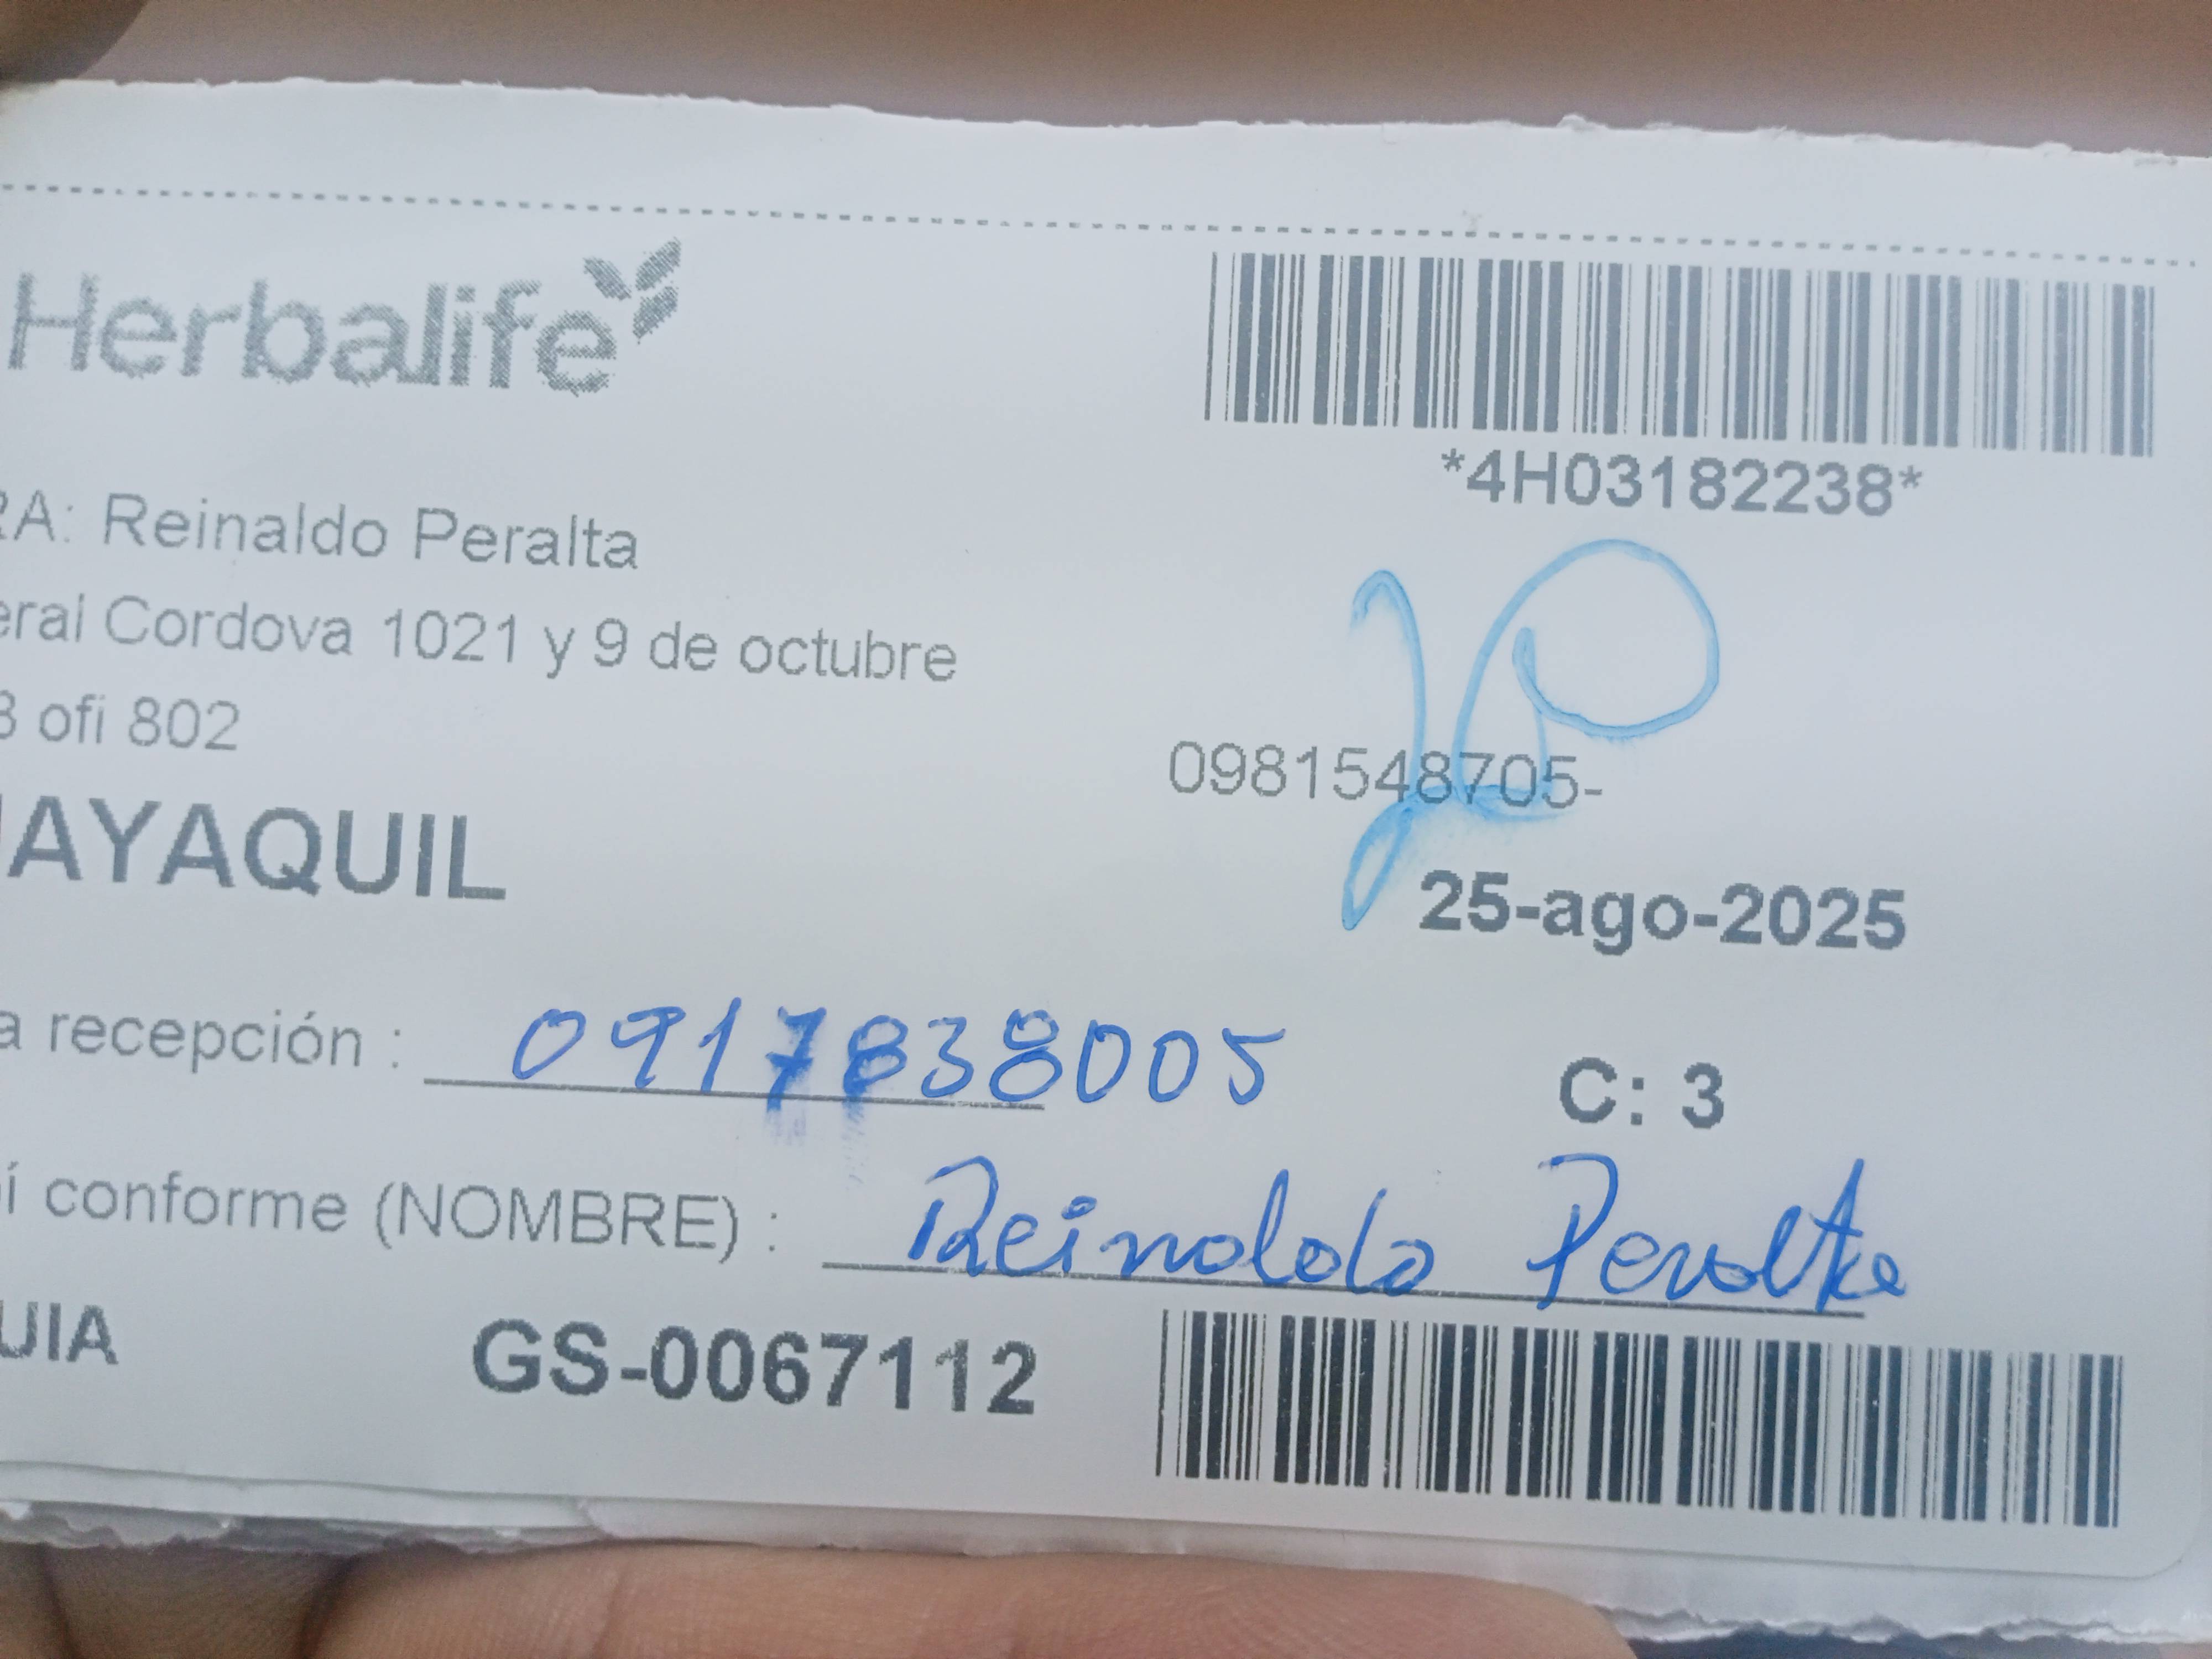 Herbalife
*4H03182238*
RA: Reinaldo Peralta
eral Cordova 1021 y 9 de octubre
3 ofi 802
0981548705-
AYAQUIL
25-ago-2025
a recepción : 0917838005
C: 3
í conforme (NOMBRE) : Reinaldo Peralta
UIA GS-0067112